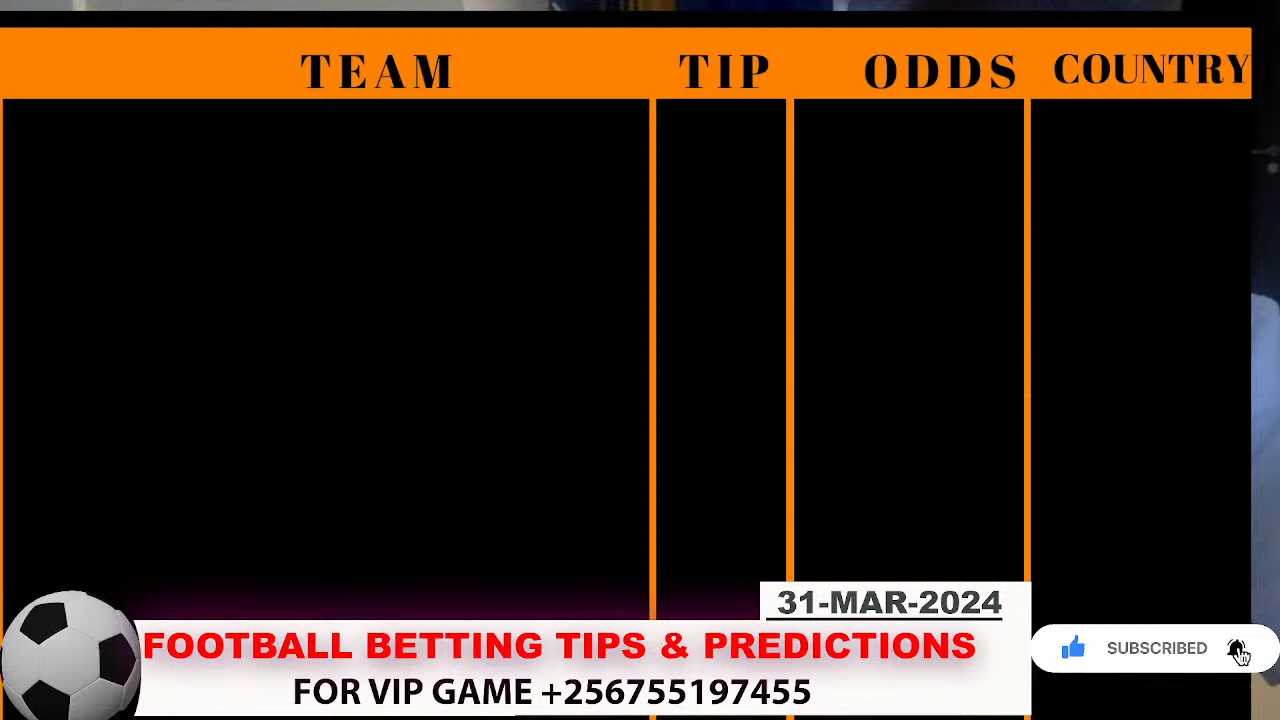 TEAM TIP ODDS COUNTRY
31-MAR-2024
FOOTBALL BETTING TIPS & PREDICTIONS
SUBSCRIBED
FOR VIP GAME +256755197455